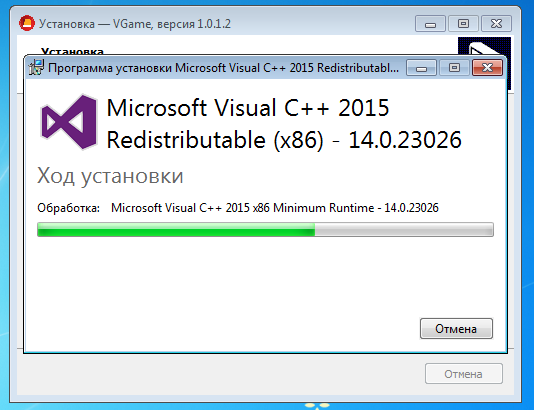 Установка — VGame, версия 1.0.1.2
Установка
Программа установки Microsoft Visual C++ 2015 Redistributabl...
Microsoft Visual C++ 2015
Redistributable (x86) - 14.0.23026
Ход установки
Обработка: Microsoft Visual C++ 2015 x86 Minimum Runtime - 14.0.23026
Отмена
Отмена